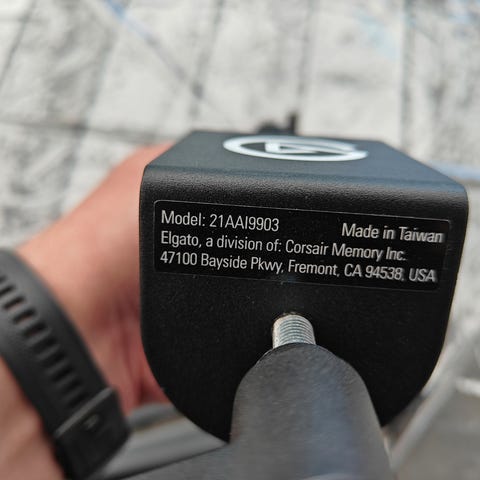 Model: 21AAI9903
Made in Taiwan
Elgato, a division of: Corsair Memory Inc.
47100 Bayside Pkwy, Fremont, CA 94538, USA